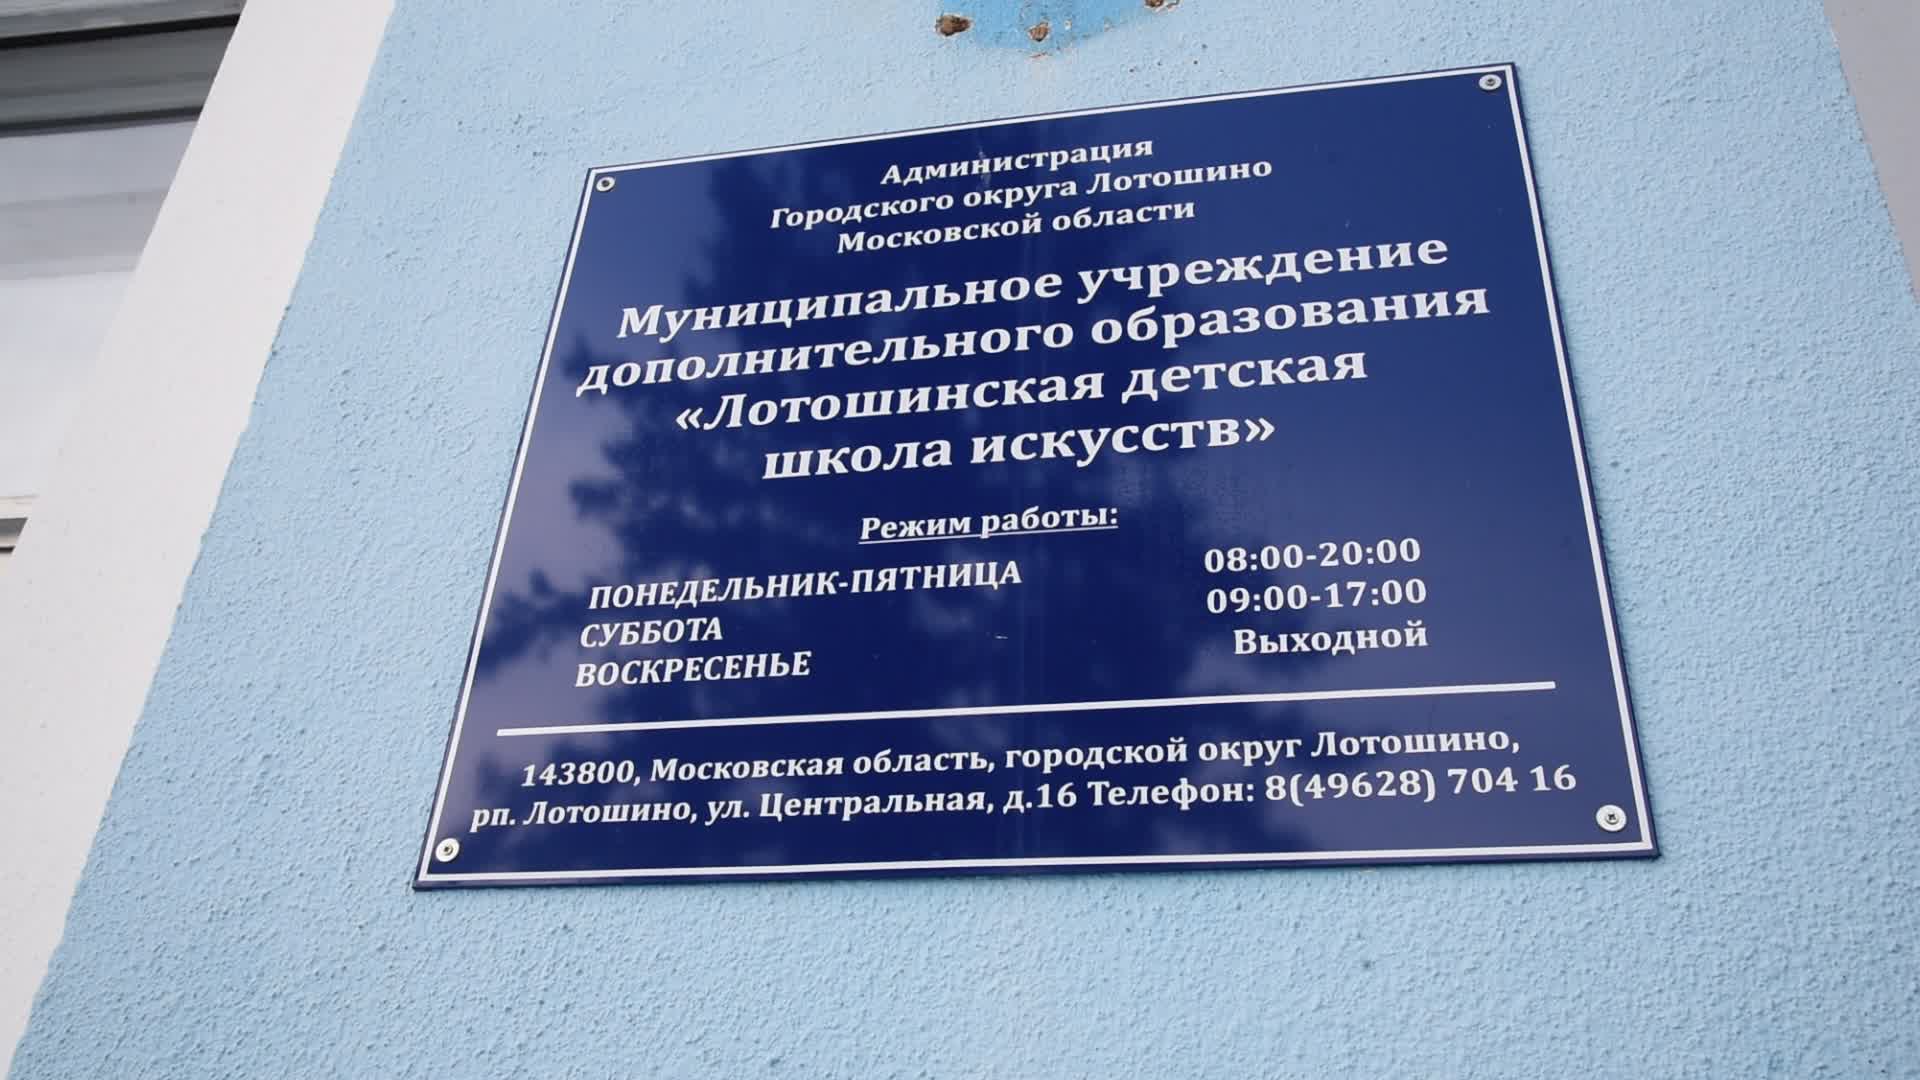 Администрация
Городского округа Лотошино
Московской области
Муниципальное учреждение
дополнительного образования
«Лотошинская детская
школа искусств»
Режим работы:
ПОНЕДЕЛЬНИК-ПЯТНИЦА 08:00-20:00
СУББОТА 09:00-17:00
ВОСКРЕСЕНЬЕ Выходной
143800, Московская область, городской округ Лотошино,
рп. Лотошино, ул. Центральная, д.16 Телефон: 8(49628) 704 16